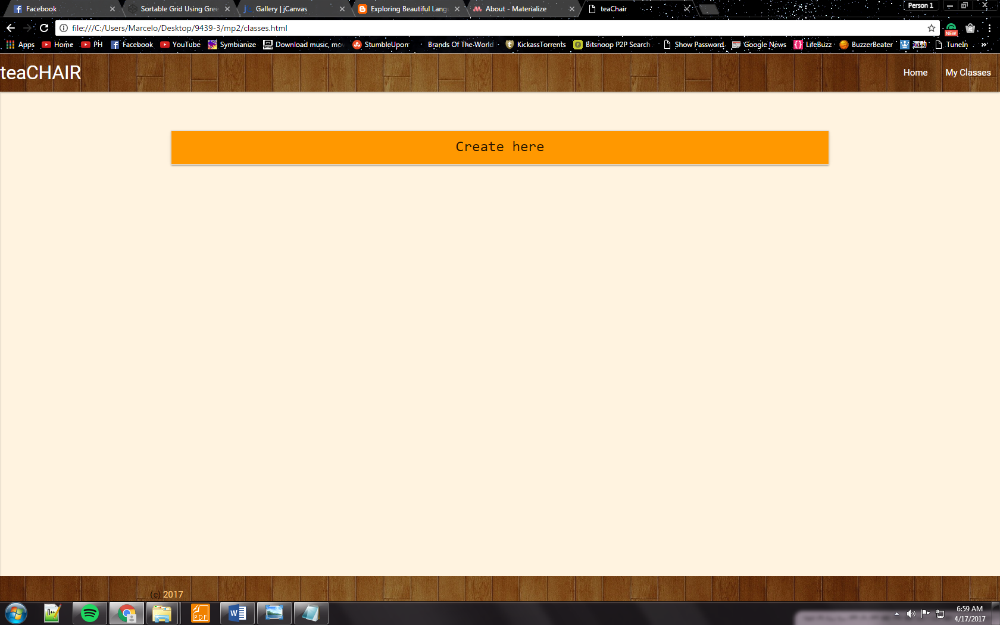 Facebook
Sortable Grid Using Gree
Gallery | jCanvas
Exploring Beautiful Lang
About - Materialize
teaChair
Person 1
file:///C:/Users/Marcelo/Desktop/9439-3/mp2/classes.html
NEW
Apps
Home
PH
Facebook
YouTube
Symbianize
Download music, mo
StumbleUpon
Brands Of The World
KickassTorrents
Bitsnoop P2P Search
Show Password
Google News
LifeBuzz
BuzzerBeater
運動
TuneIn
»
teaCHAIR
Home
My Classes
Create here
(c) 2017
PDF
6:59 AM
4/17/2017